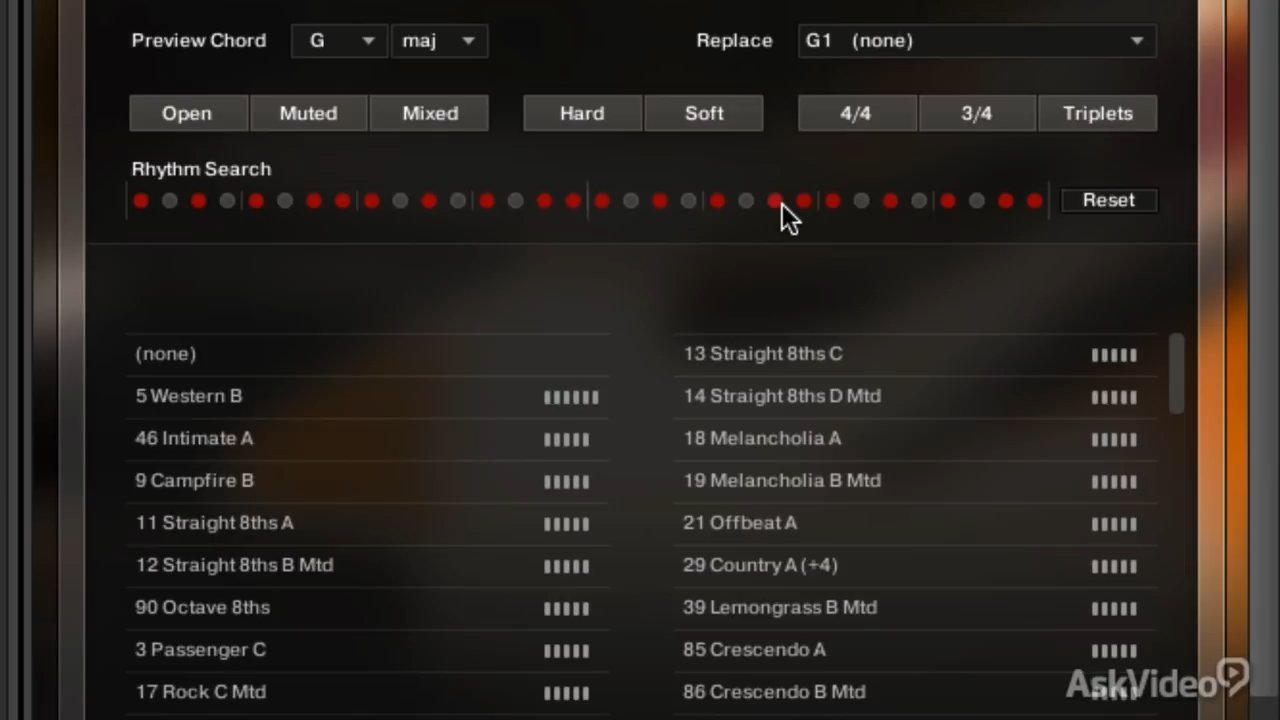 Preview Chord G maj Replace G1 (none)
Open Muted Mixed Hard Soft 4/4 3/4 Triplets
Rhythm Search
Reset
(none)
5 Western B
46 Intimate A
9 Campfire B
11 Straight 8ths A
12 Straight 8ths B Mtd
90 Octave 8ths
3 Passenger C
17 Rock C Mtd
13 Straight 8ths C
14 Straight 8ths D Mtd
18 Melancholia A
19 Melancholia B Mtd
21 Offbeat A
29 Country A (+4)
39 Lemongrass B Mtd
85 Crescendo A
86 Crescendo B Mtd
AskVideo